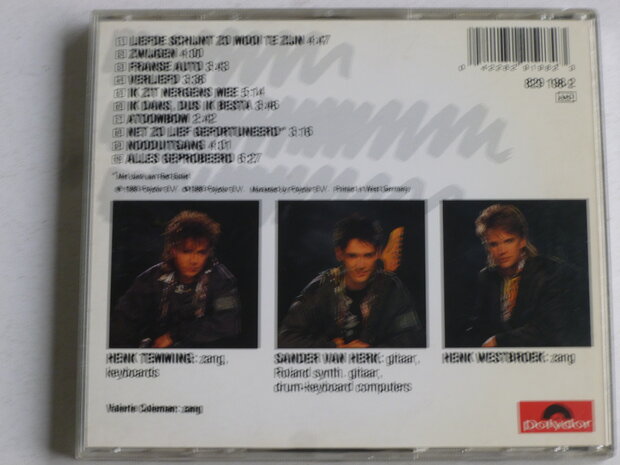 LIEFDE SCHIJNT ZO MOOI TE ZIJN 4:47
ZWIJGEN 4:00
FRANSE AUTO 3:43
VERLIEFD 3:36
IK ZIT NERGENS MEE 5:14
IK DANS, DUS IK BESTA 3:46
ATOOMBOM 2:42
NET ZO LIEF GEFORTUNEERD* 3:16
NOODUITGANG 4:01
ALLES GEPROBEERD 6:27
829 198-2
HENK TEMMING: zang, keyboards
SANDER VAN HERK: gitaar,
Roland synth. gitaar,
drum-keyboard computers
HENK WESTBROEK: zang
Valerie Coleman: zang
Polydor